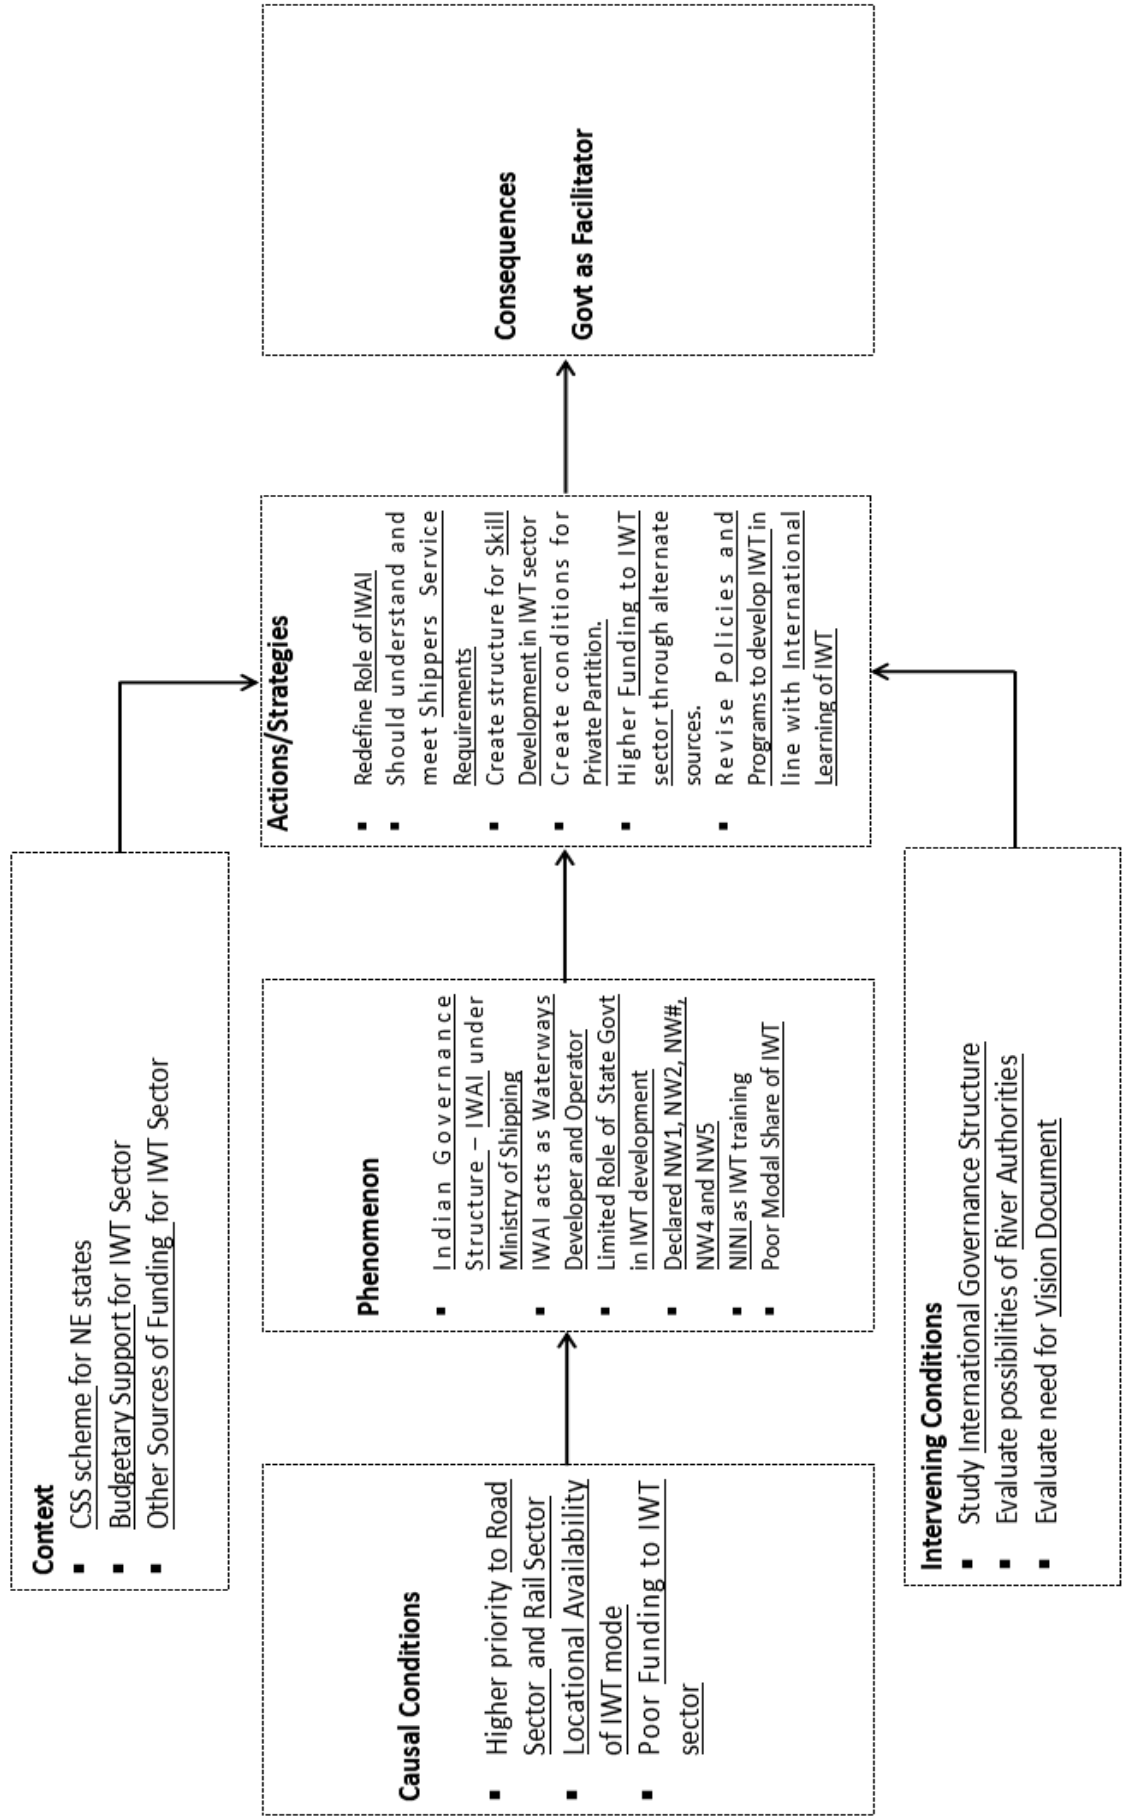 Context
▪ CSS scheme for NE states
▪ Budgetary Support for IWT Sector
▪ Other Sources of Funding for IWT Sector
Causal Conditions
▪ Higher priority to Road
Sector and Rail Sector
▪ Locational Availability
of IWT mode
▪ Poor Funding to IWT
sector
Phenomenon
▪ Indian Governance
Structure – IWAI under
Ministry of Shipping
▪ IWAI acts as Waterways
Developer and Operator
▪ Limited Role of State Govt
in IWT development
▪ Declared NW1, NW2, NW#,
NW4 and NW5
▪ NINI as IWT training
▪ Poor Modal Share of IWT
Actions/Strategies
▪ Redefine Role of IWAI
▪ Should understand and
meet Shippers Service
Requirements
▪ Create structure for Skill
Development in IWT sector
▪ Create conditions for
Private Partition.
▪ Higher Funding to IWT
sector through alternate
sources.
▪ Revise Policies and
Programs to develop IWT in
line with International
Learning of IWT
Consequences
Govt as Facilitator
Intervening Conditions
▪ Study International Governance Structure
▪ Evaluate possibilities of River Authorities
▪ Evaluate need for Vision Document